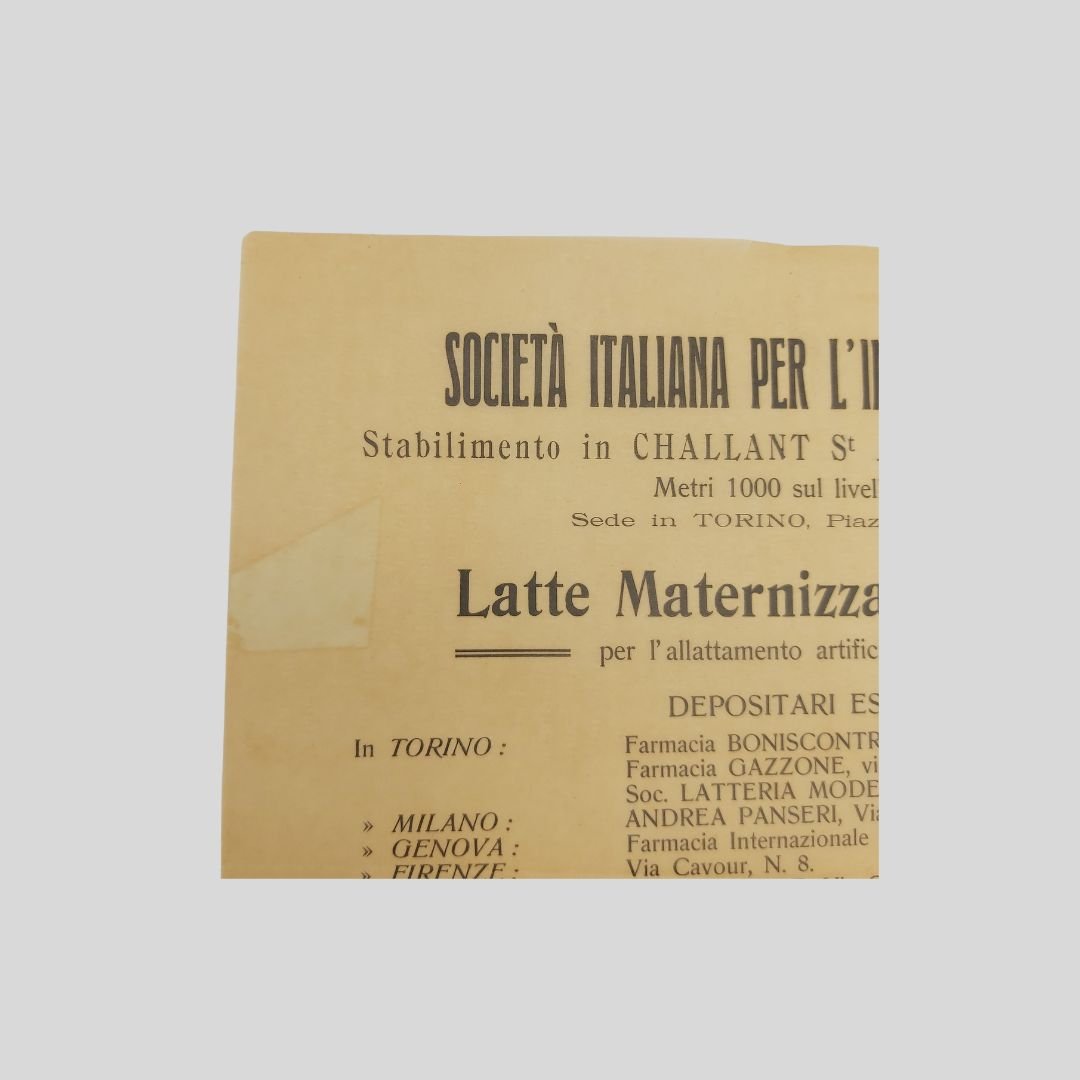 SOCIETÀ ITALIANA PER L'I
Stabilimento in CHALLANT St
Metri 1000 sul livel
Sede in TORINO, Piaz
Latte Maternizza
per l'allattamento artific
DEPOSITARI ES
In TORINO : Farmacia BONISCONTR
Farmacia GAZZONE, vi
Soc. LATTERIA MODE
» MILANO : ANDREA PANSERI, Via
» GENOVA : Farmacia Internazionale
» FIRENZE : Via Cavour, N. 8.